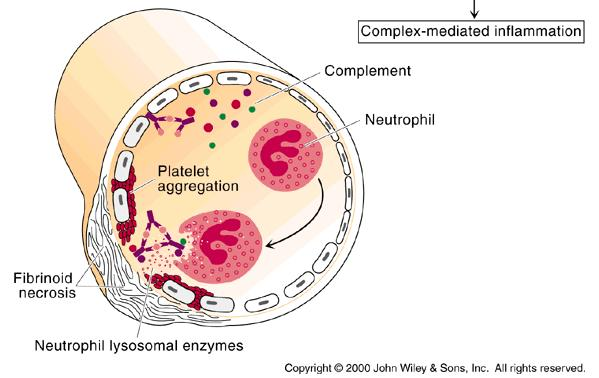 Complex-mediated inflammation
Complement
Neutrophil
Platelet
aggregation
Fibrinoid
necrosis
Neutrophil lysosomal enzymes
Copyright © 2000 John Wiley & Sons, Inc. All rights reserved.